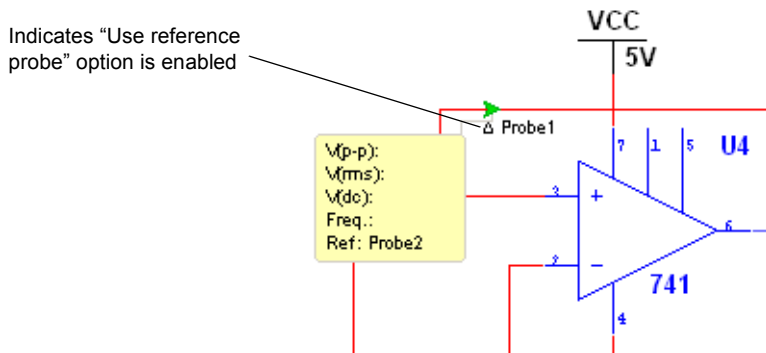 Indicates “Use reference
probe” option is enabled
VCC
5V
Δ Probe1
V(p-p):
V(rms):
V(dc):
Freq.:
Ref: Probe2
7
1
5
U4
3
+
6
2
−
741
4